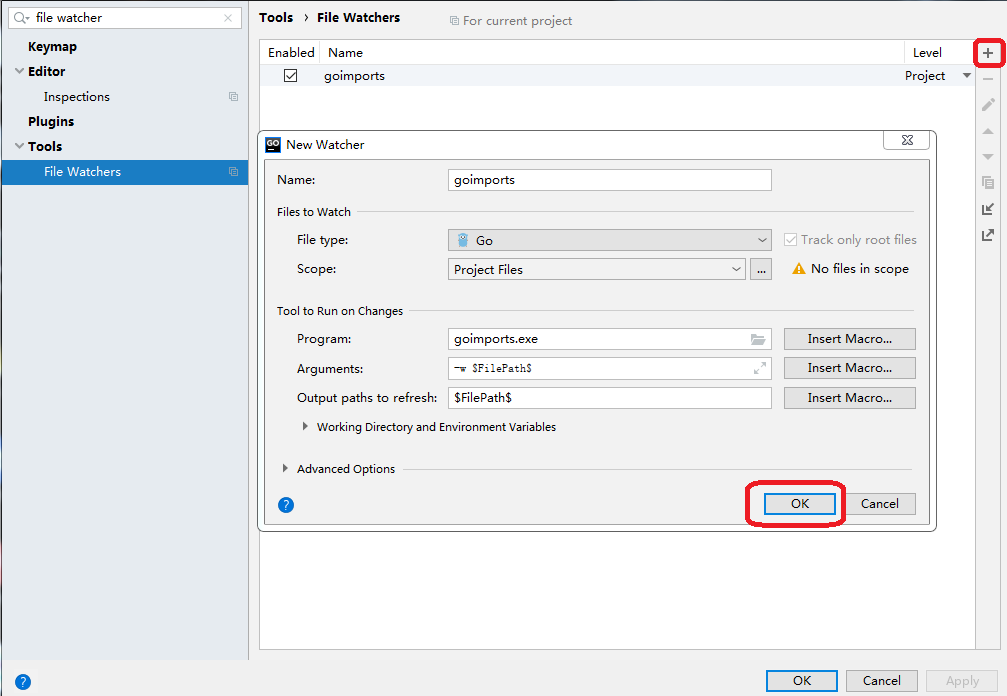 file watcher
Keymap
Editor
Inspections
Plugins
Tools
File Watchers
Tools › File Watchers
For current project
Enabled Name Level
goimports Project
GO New Watcher
Name: goimports
Files to Watch
File type: Go Track only root files
Scope: Project Files ... No files in scope
Tool to Run on Changes
Program: goimports.exe Insert Macro...
Arguments: -w $FilePath$ Insert Macro...
Output paths to refresh: $FilePath$ Insert Macro...
Working Directory and Environment Variables
Advanced Options
? OK Cancel
? OK Cancel Apply